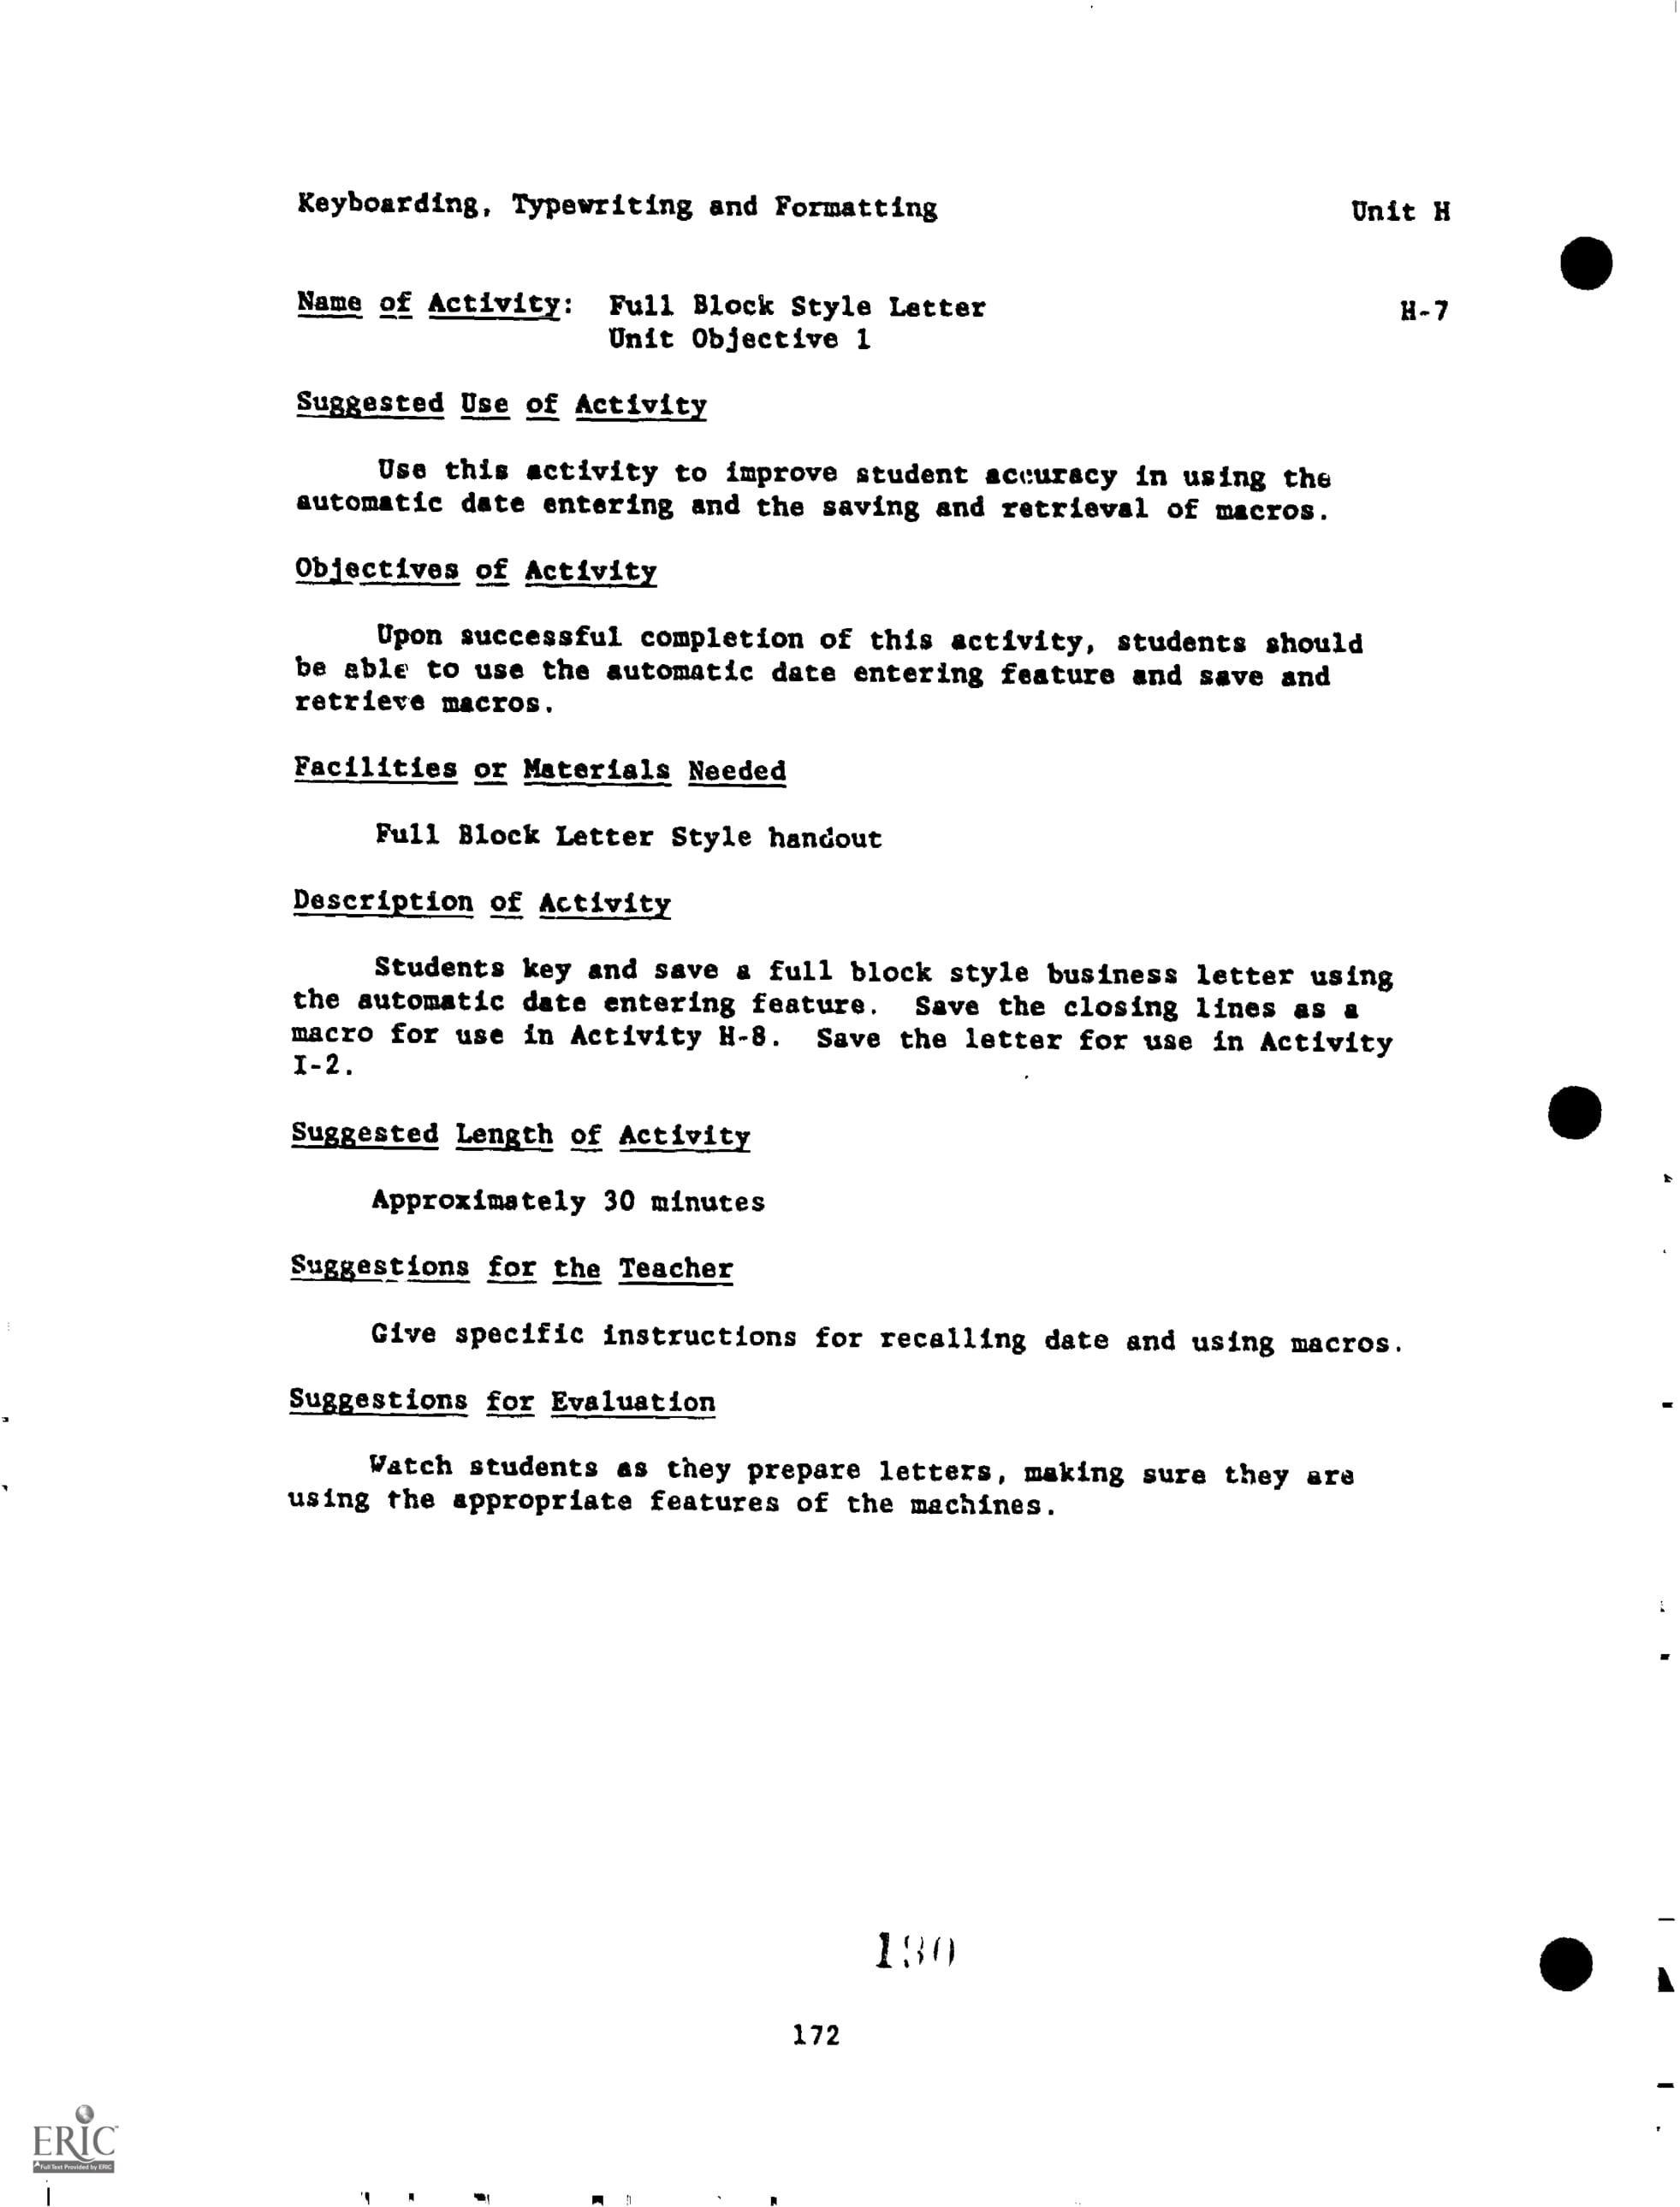 Keyboarding, Typewriting and Formatting Unit H
Name of Activity: Full Block Style Letter H-7
Unit Objective 1
Suggested Use of Activity
Use this activity to improve student accuracy in using the
automatic date entering and the saving and retrieval of macros.
Objectives of Activity
Upon successful completion of this activity, students should
be able to use the automatic date entering feature and save and
retrieve macros.
Facilities or Materials Needed
Full Block Letter Style handout
Description of Activity
Students key and save a full block style business letter using
the automatic date entering feature. Save the closing lines as a
macro for use in Activity H-8. Save the letter for use in Activity
I-2.
Suggested Length of Activity
Approximately 30 minutes
Suggestions for the Teacher
Give specific instructions for recalling date and using macros.
Suggestions for Evaluation
Watch students as they prepare letters, making sure they are
using the appropriate features of the machines.
172
ERIC
Full Text Provided by ERIC